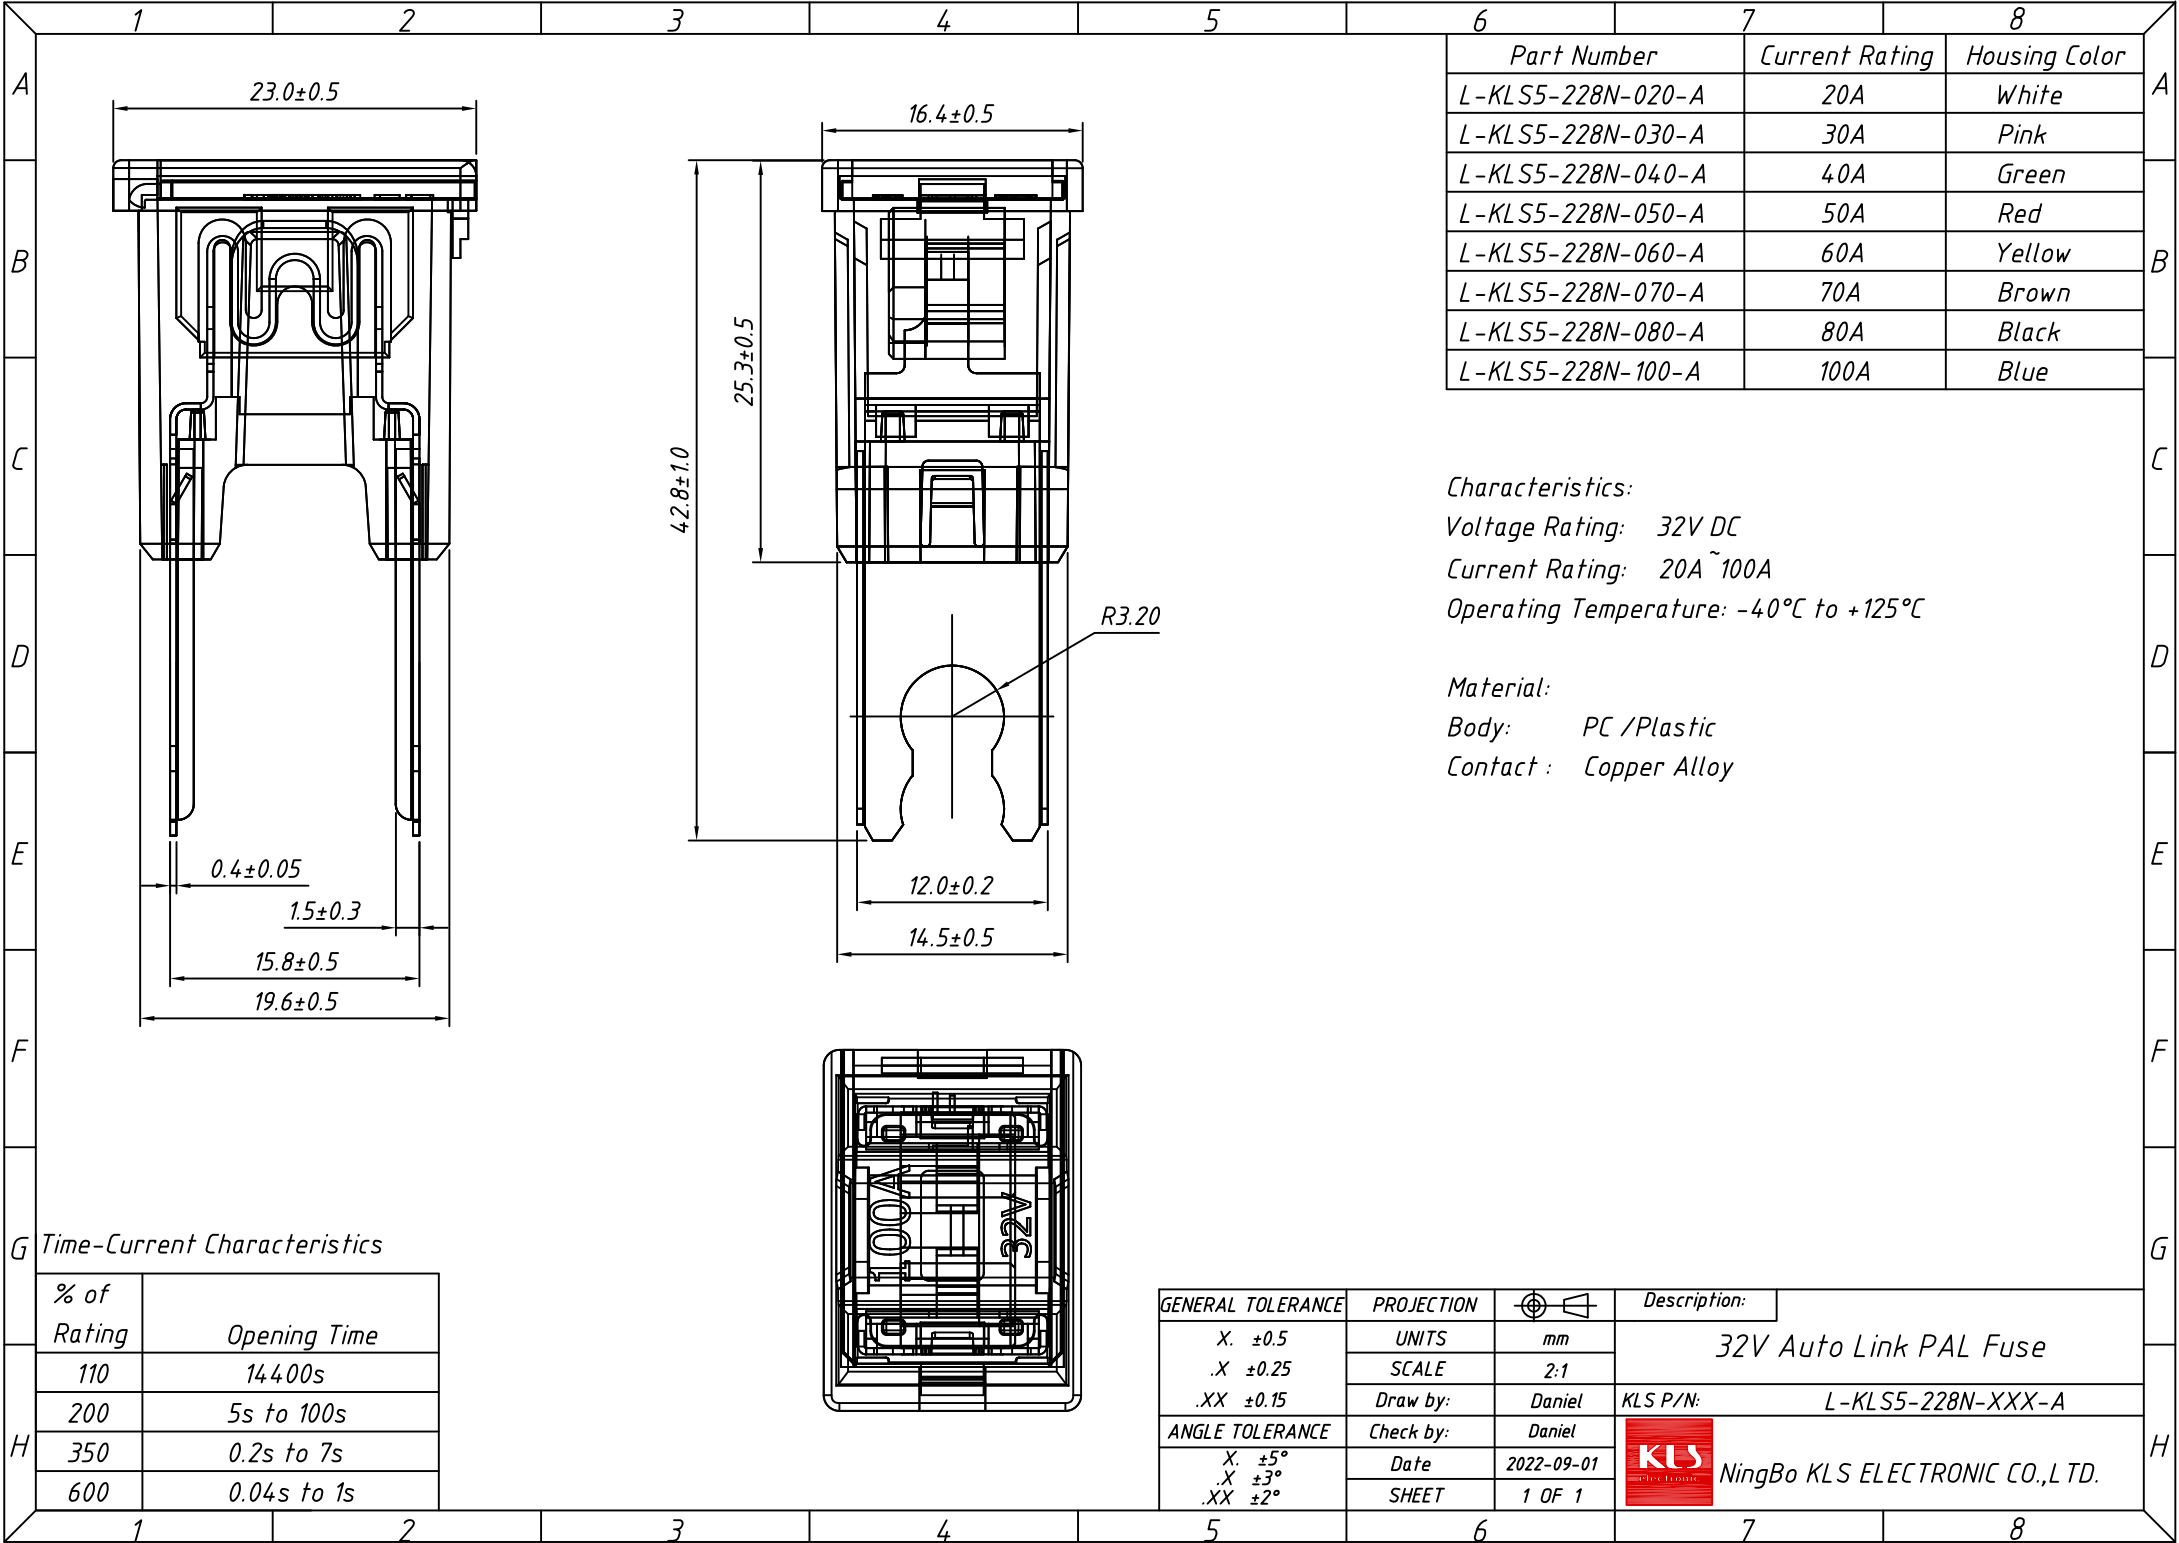 1 2 3 4 5 6 7 8
A A
B B
C C
D D
E E
F F
G G
H H
Part Number Current Rating Housing Color
L-KLS5-228N-020-A 20A White
L-KLS5-228N-030-A 30A Pink
L-KLS5-228N-040-A 40A Green
L-KLS5-228N-050-A 50A Red
L-KLS5-228N-060-A 60A Yellow
L-KLS5-228N-070-A 70A Brown
L-KLS5-228N-080-A 80A Black
L-KLS5-228N-100-A 100A Blue
23.0±0.5
16.4±0.5
25.3±0.5
42.8±1.0
R3.20
0.4±0.05
1.5±0.3
15.8±0.5
19.6±0.5
12.0±0.2
14.5±0.5
Characteristics:
Voltage Rating: 32V DC
Current Rating: 20A~100A
Operating Temperature: -40°C to +125°C
Material:
Body: PC /Plastic
Contact : Copper Alloy
100A
32V
Time-Current Characteristics
% of
Rating Opening Time
110 14400s
200 5s to 100s
350 0.2s to 7s
600 0.04s to 1s
GENERAL TOLERANCE PROJECTION Description:
X. ±0.5 UNITS mm 32V Auto Link PAL Fuse
.X ±0.25 SCALE 2:1
.XX ±0.15 Draw by: Daniel KLS P/N: L-KLS5-228N-XXX-A
ANGLE TOLERANCE Check by: Daniel
X. ±5° Date 2022-09-01
.X ±3°
.XX ±2° SHEET 1 OF 1
KLS
electronic
NingBo KLS ELECTRONIC CO.,LTD.
1 2 3 4 5 6 7 8